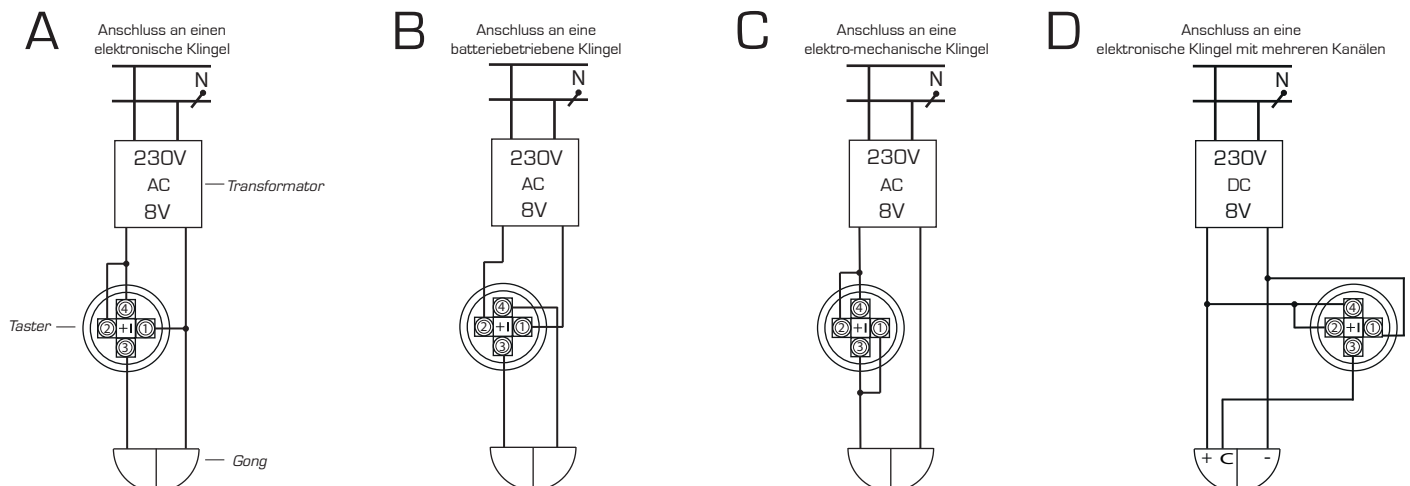 A
Anschluss an einen
elektronische Klingel
N
230V
AC
8V
Transformator
Taster
4
2 + I 1
3
Gong
B
Anschluss an eine
batteriebetriebene Klingel
N
230V
AC
8V
4
2 + I 1
3
C
Anschluss an eine
elektro-mechanische Klingel
N
230V
AC
8V
4
2 + I 1
3
D
Anschluss an eine
elektronische Klingel mit mehreren Kanälen
N
230V
DC
8V
4
2 + I 1
3
+ C -